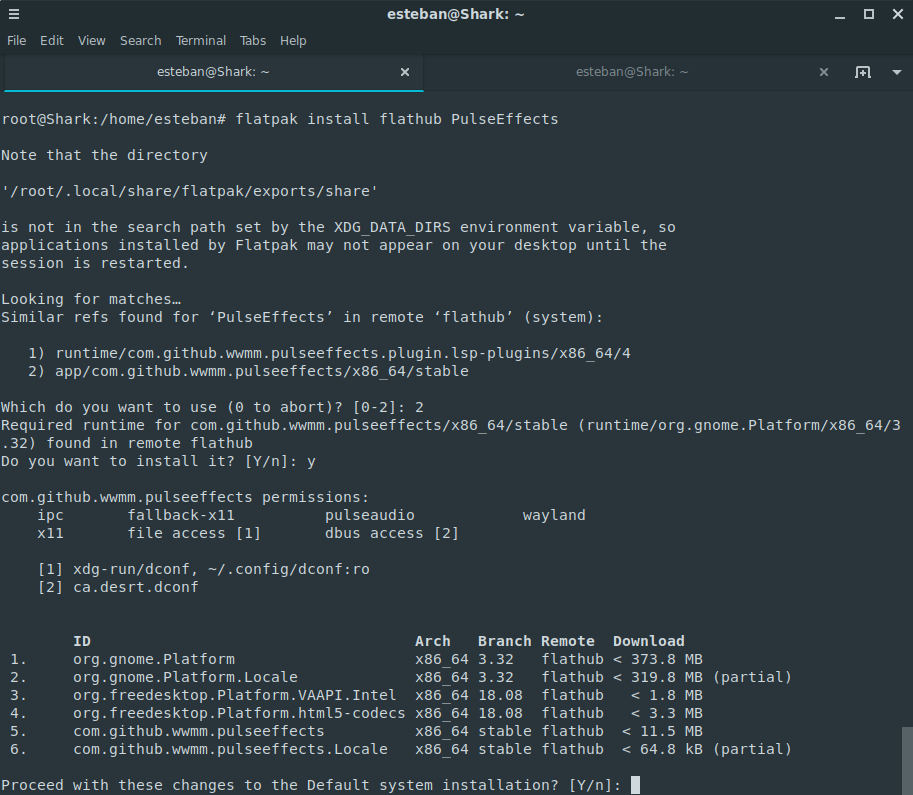 esteban@Shark: ~
File Edit View Search Terminal Tabs Help
esteban@Shark: ~ esteban@Shark: ~
root@Shark:/home/esteban# flatpak install flathub PulseEffects
Note that the directory
'/root/.local/share/flatpak/exports/share'
is not in the search path set by the XDG_DATA_DIRS environment variable, so
applications installed by Flatpak may not appear on your desktop until the
session is restarted.
Looking for matches…
Similar refs found for ‘PulseEffects’ in remote ‘flathub’ (system):
1) runtime/com.github.wwmm.pulseeffects.plugin.lsp-plugins/x86_64/4
2) app/com.github.wwmm.pulseeffects/x86_64/stable
Which do you want to use (0 to abort)? [0-2]: 2
Required runtime for com.github.wwmm.pulseeffects/x86_64/stable (runtime/org.gnome.Platform/x86_64/3
.32) found in remote flathub
Do you want to install it? [Y/n]: y
com.github.wwmm.pulseeffects permissions:
ipc fallback-x11 pulseaudio wayland
x11 file access [1] dbus access [2]
[1] xdg-run/dconf, ~/.config/dconf:ro
[2] ca.desrt.dconf
ID Arch Branch Remote Download
1. org.gnome.Platform x86_64 3.32 flathub < 373.8 MB
2. org.gnome.Platform.Locale x86_64 3.32 flathub < 319.8 MB (partial)
3. org.freedesktop.Platform.VAAPI.Intel x86_64 18.08 flathub < 1.8 MB
4. org.freedesktop.Platform.html5-codecs x86_64 18.08 flathub < 3.3 MB
5. com.github.wwmm.pulseeffects x86_64 stable flathub < 11.5 MB
6. com.github.wwmm.pulseeffects.Locale x86_64 stable flathub < 64.8 kB (partial)
Proceed with these changes to the Default system installation? [Y/n]: